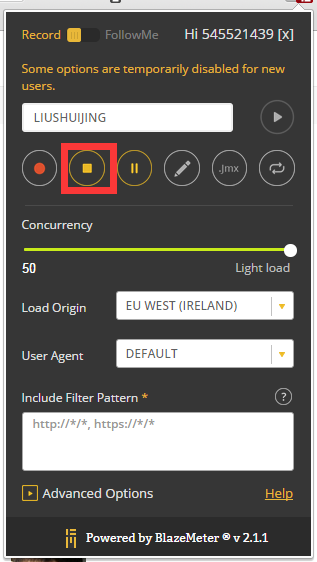 Record FollowMe Hi 545521439 [x]
Some options are temporarily disabled for new
users.
LIUSHUIJING
.Jmx
Concurrency
50 Light load
Load Origin EU WEST (IRELAND)
User Agent DEFAULT
Include Filter Pattern * ?
http://*/*, https://*/*
Advanced Options Help
Powered by BlazeMeter ® v 2.1.1